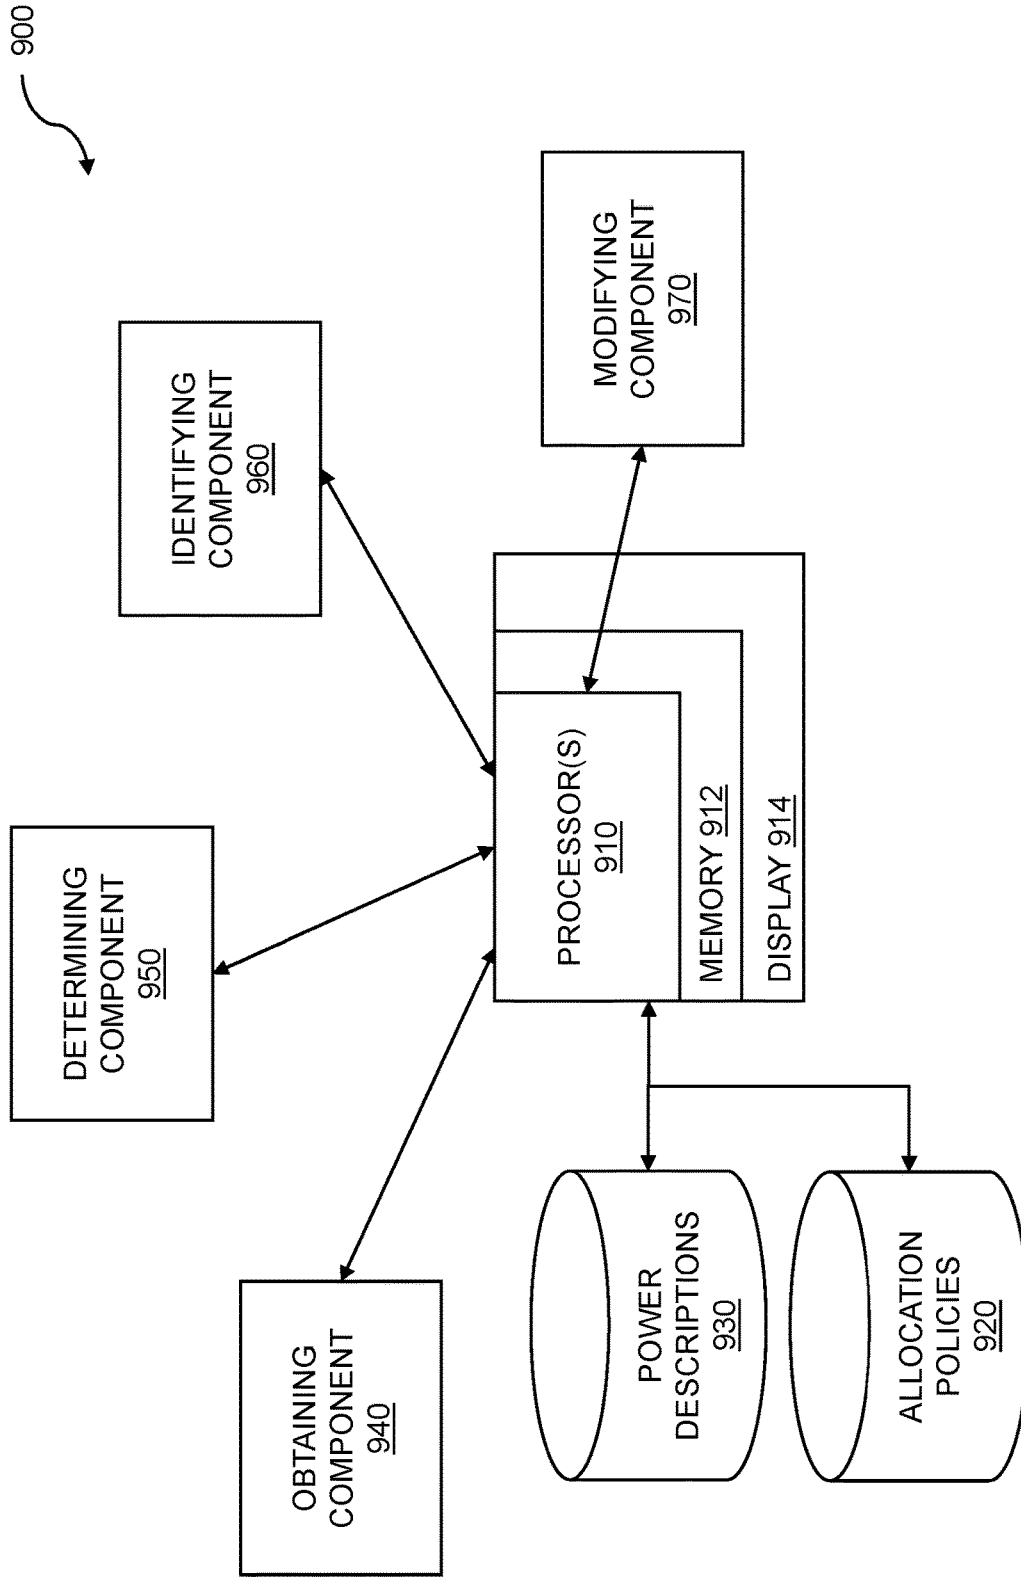 900
OBTAINING
COMPONENT
940
DETERMINING
COMPONENT
950
IDENTIFYING
COMPONENT
960
MODIFYING
COMPONENT
970
PROCESSOR(S)
910
MEMORY 912
DISPLAY 914
POWER
DESCRIPTIONS
930
ALLOCATION
POLICIES
920